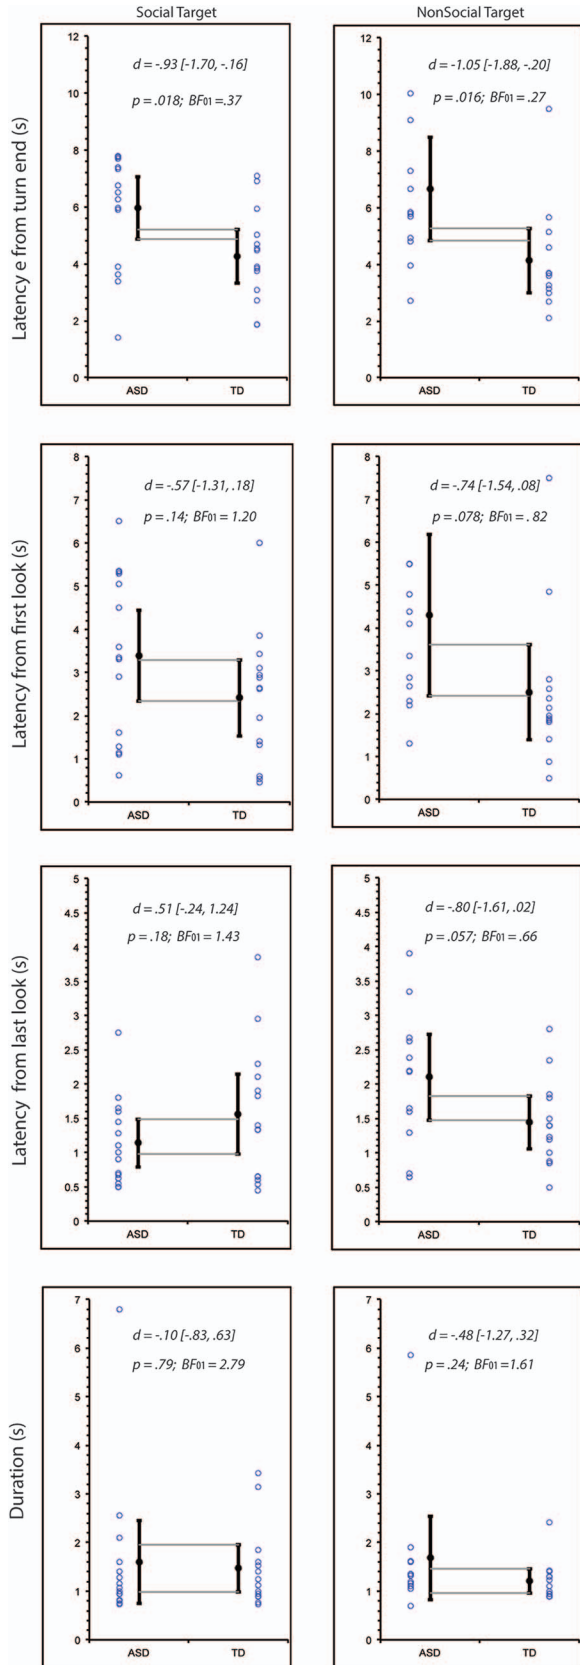 Social Target
NonSocial Target
Latency e from turn end (s)
12
10
8
6
4
2
0
d = -.93 [-1.70, -.16]
p = .018; BF01 = .37
ASD TD
12
10
8
6
4
2
0
d = -1.05 [-1.88, -.20]
p = .016; BF01 = .27
ASD TD
Latency from first look (s)
8
7
6
5
4
3
2
1
0
d = -.57 [-1.31, .18]
p = .14; BF01 = 1.20
ASD TD
8
7
6
5
4
3
2
1
0
d = -.74 [-1.54, .08]
p = .078; BF01 = .82
ASD TD
Latency from last look (s)
5
4.5
4
3.5
3
2.5
2
1.5
1
0.5
0
d = .51 [-.24, 1.24]
p = .18; BF01 = 1.43
ASD TD
5
4.5
4
3.5
3
2.5
2
1.5
1
0.5
0
d = -.80 [-1.61, .02]
p = .057; BF01 = .66
ASD TD
Duration (s)
7
6
5
4
3
2
1
0
d = -.10 [-.83, .63]
p = .79; BF01 = 2.79
ASD TD
7
6
5
4
3
2
1
0
d = -.48 [-1.27, .32]
p = .24; BF01 = 1.61
ASD TD